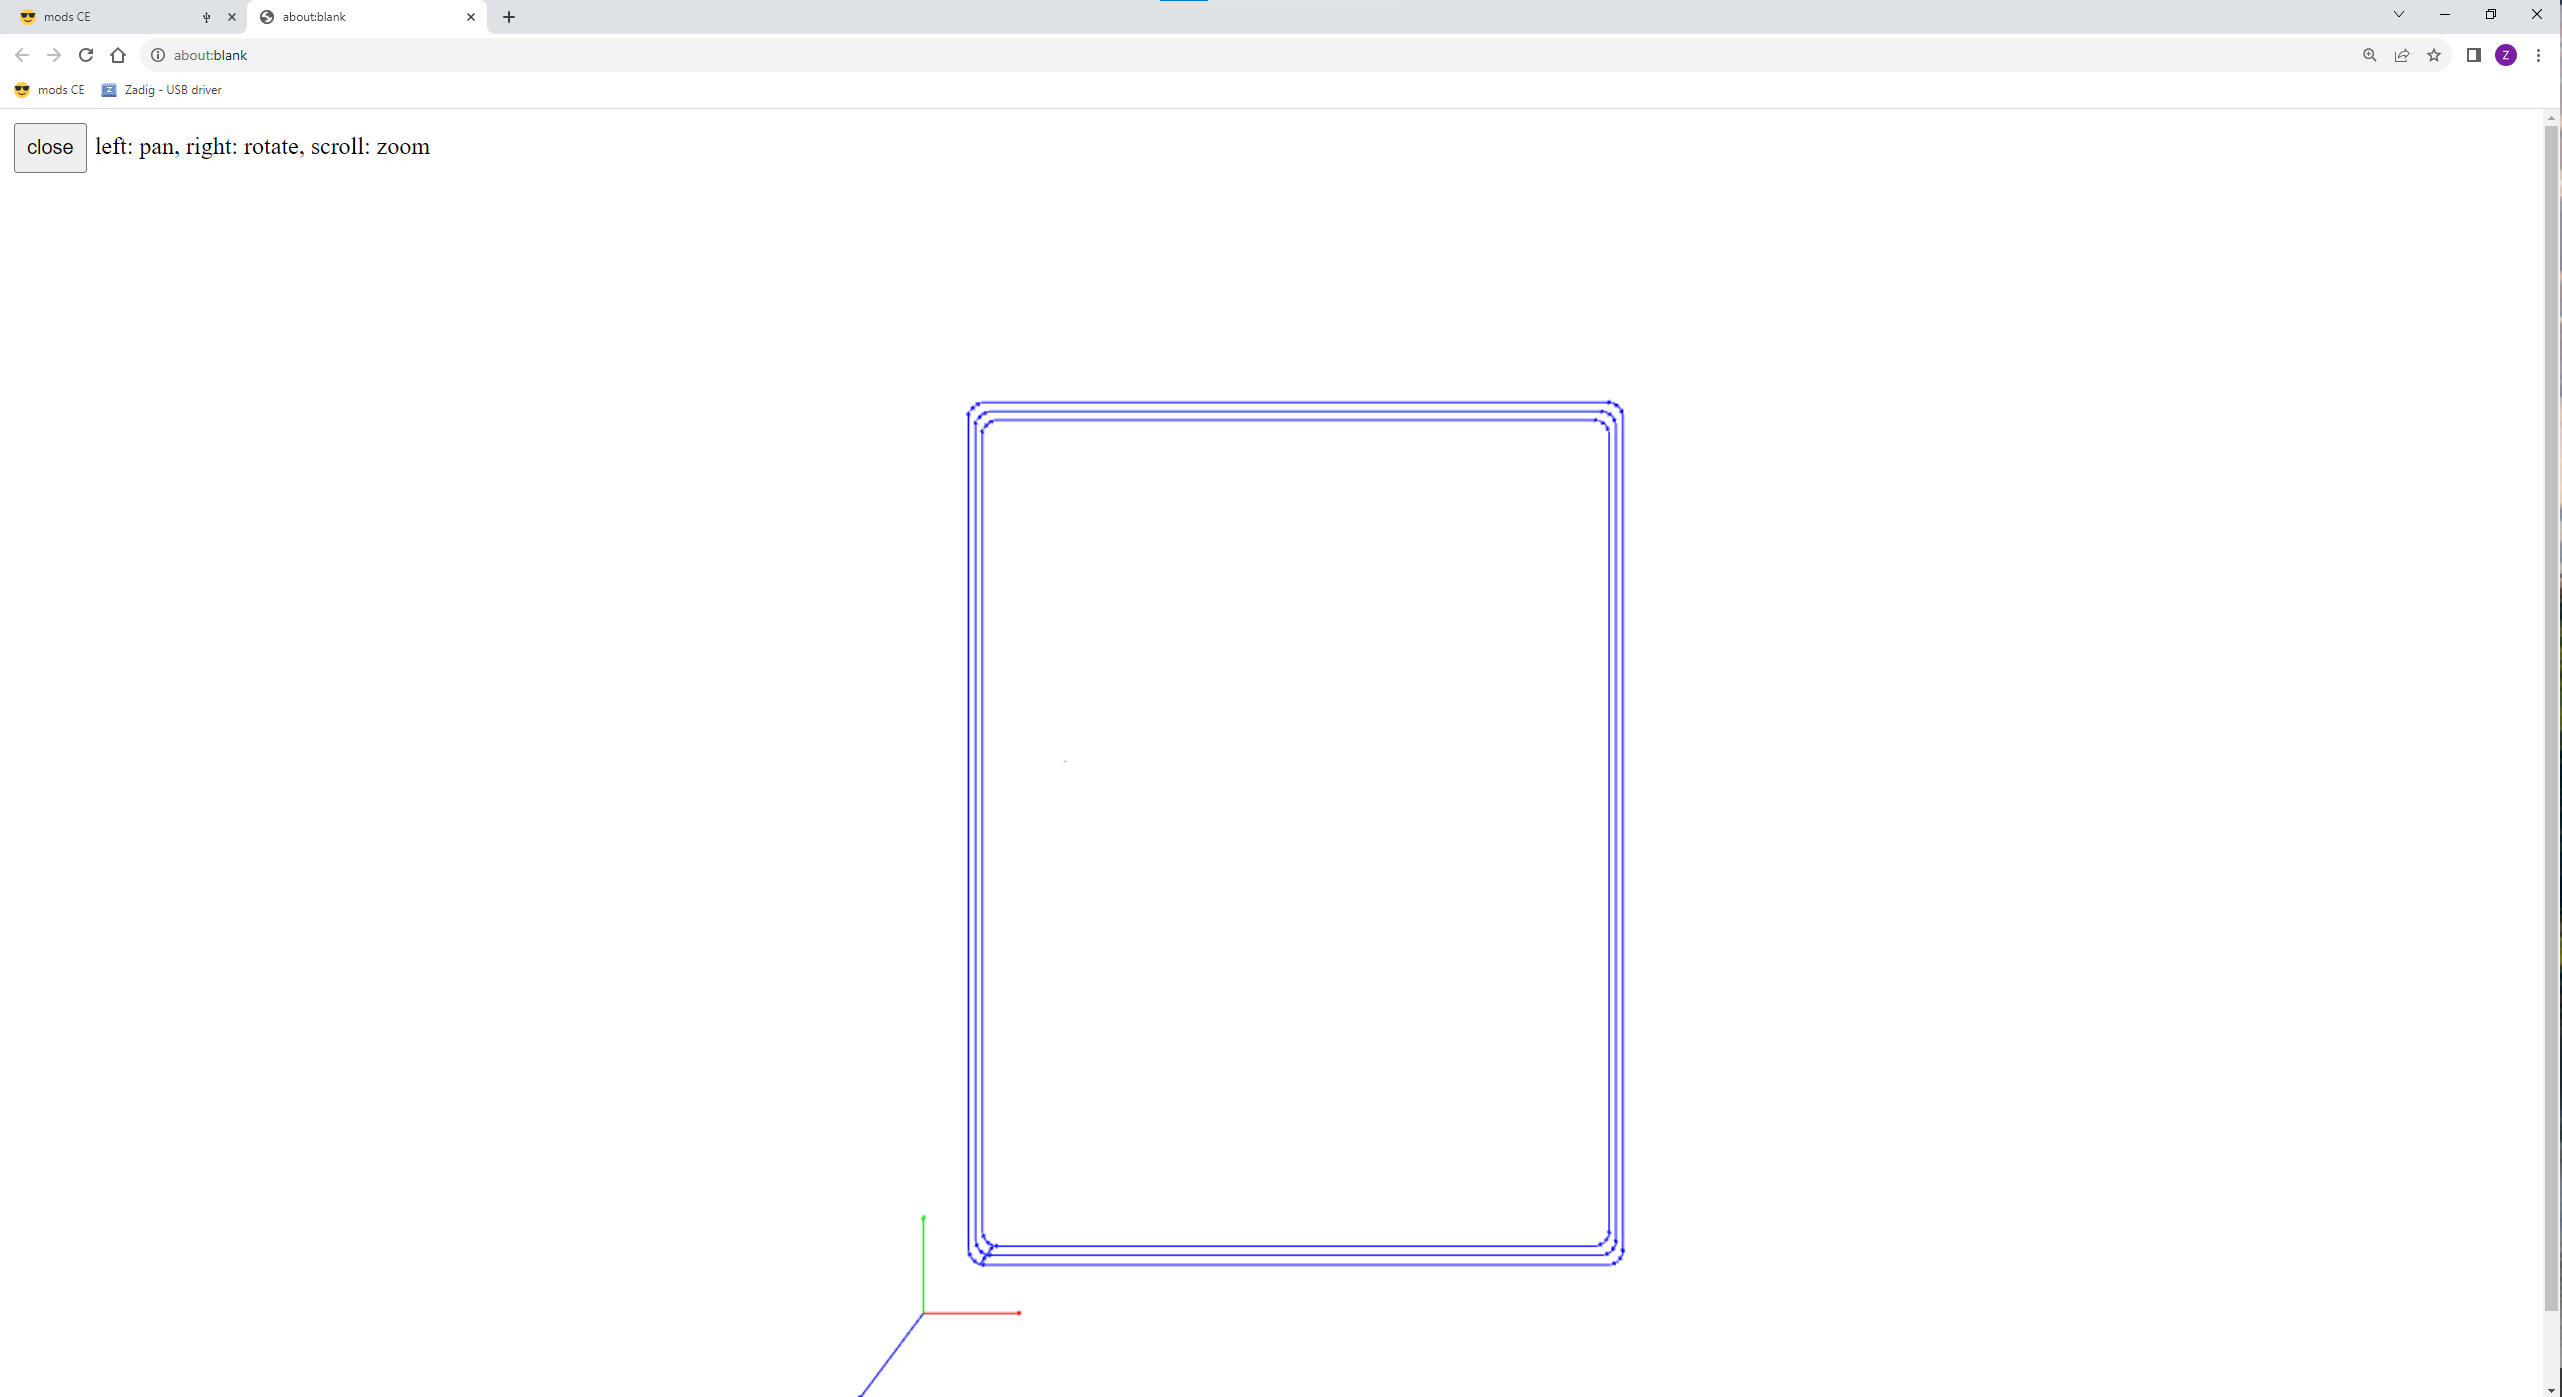 mods CE
about:blank
about:blank
Z
mods CE
Zadig - USB driver
close left: pan, right: rotate, scroll: zoom